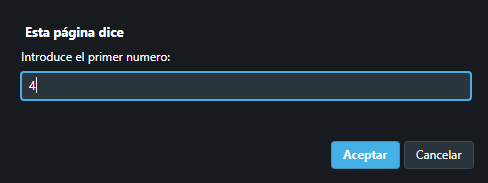 Esta página dice
Introduce el primer numero:
4
Aceptar Cancelar